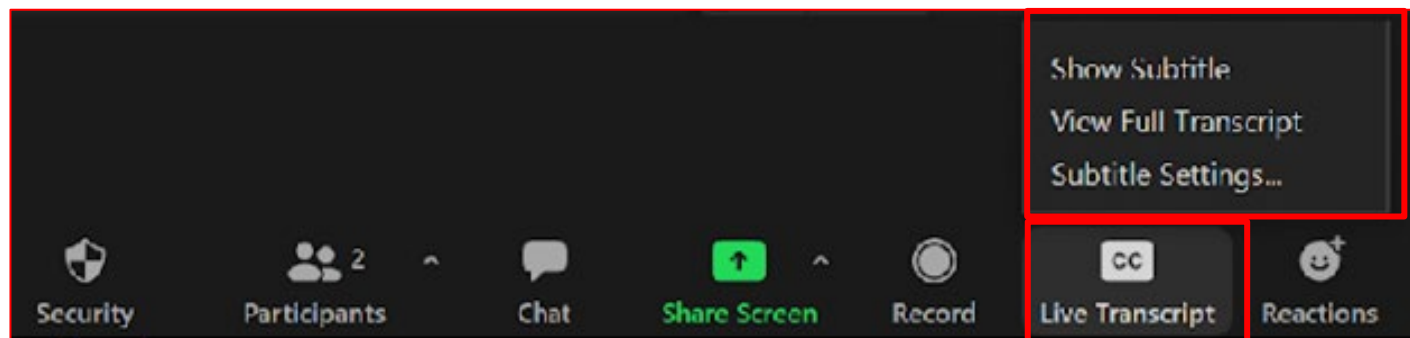 Show Subtitle
View Full Transcript
Subtitle Settings...
2
CC
Security
Participants
Chat
Share Screen
Record
Live Transcript
Reactions